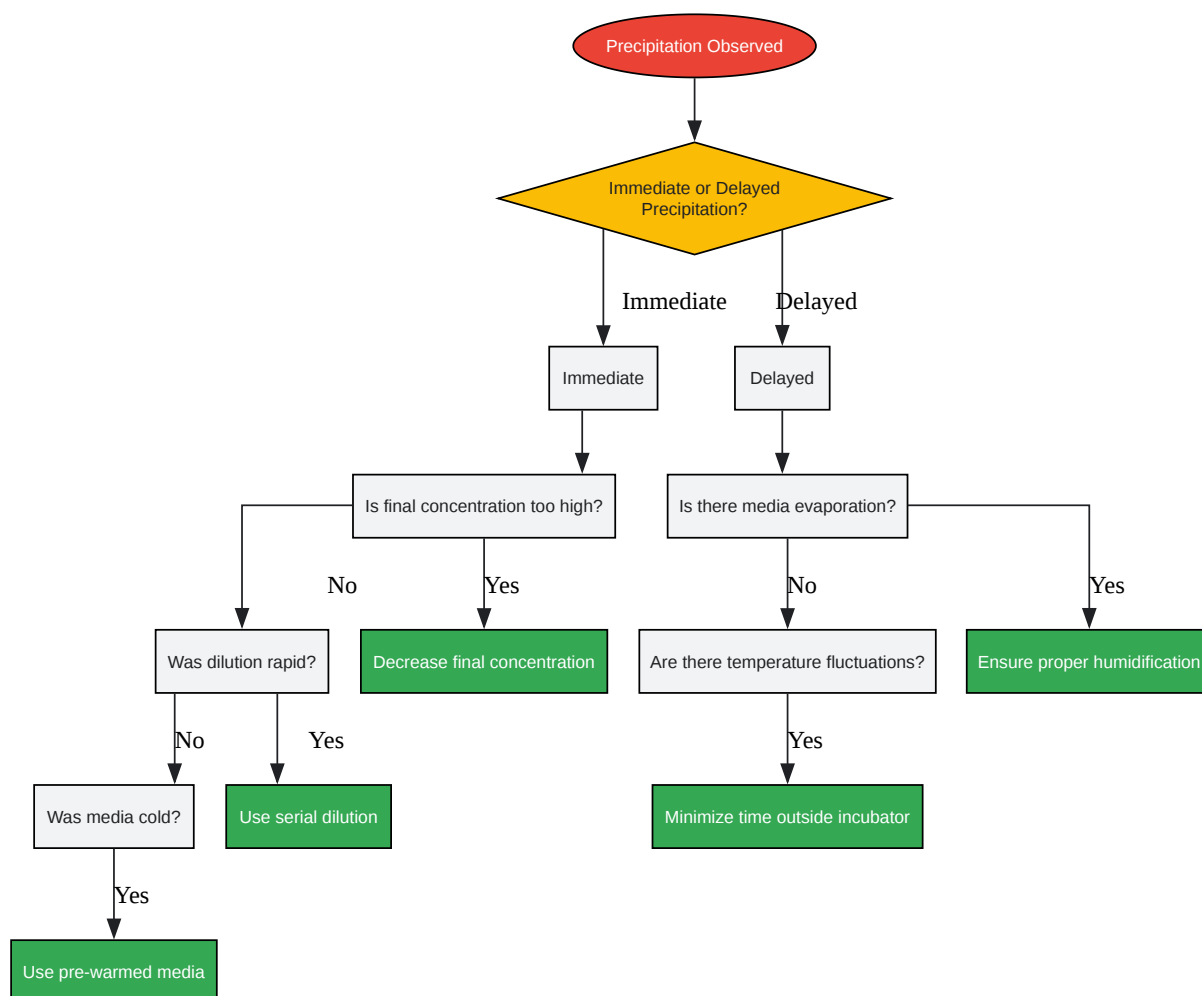 Precipitation Observed
Immediate or Delayed
Precipitation?
Immediate
Delayed
Immediate
Delayed
Is final concentration too high?
Is there media evaporation?
No
Yes
No
Yes
Was dilution rapid?
Decrease final concentration
Are there temperature fluctuations?
Ensure proper humidification
No
Yes
Yes
Was media cold?
Use serial dilution
Minimize time outside incubator
Yes
Use pre-warmed media